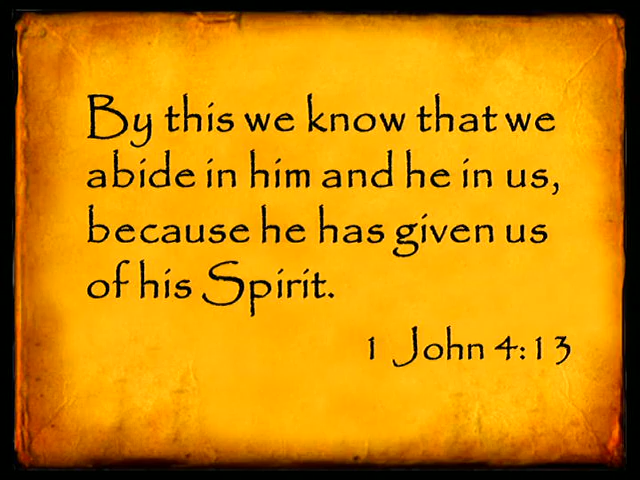 By this we know that we
abide in him and he in us,
because he has given us
of his Spirit.
1 John 4:13